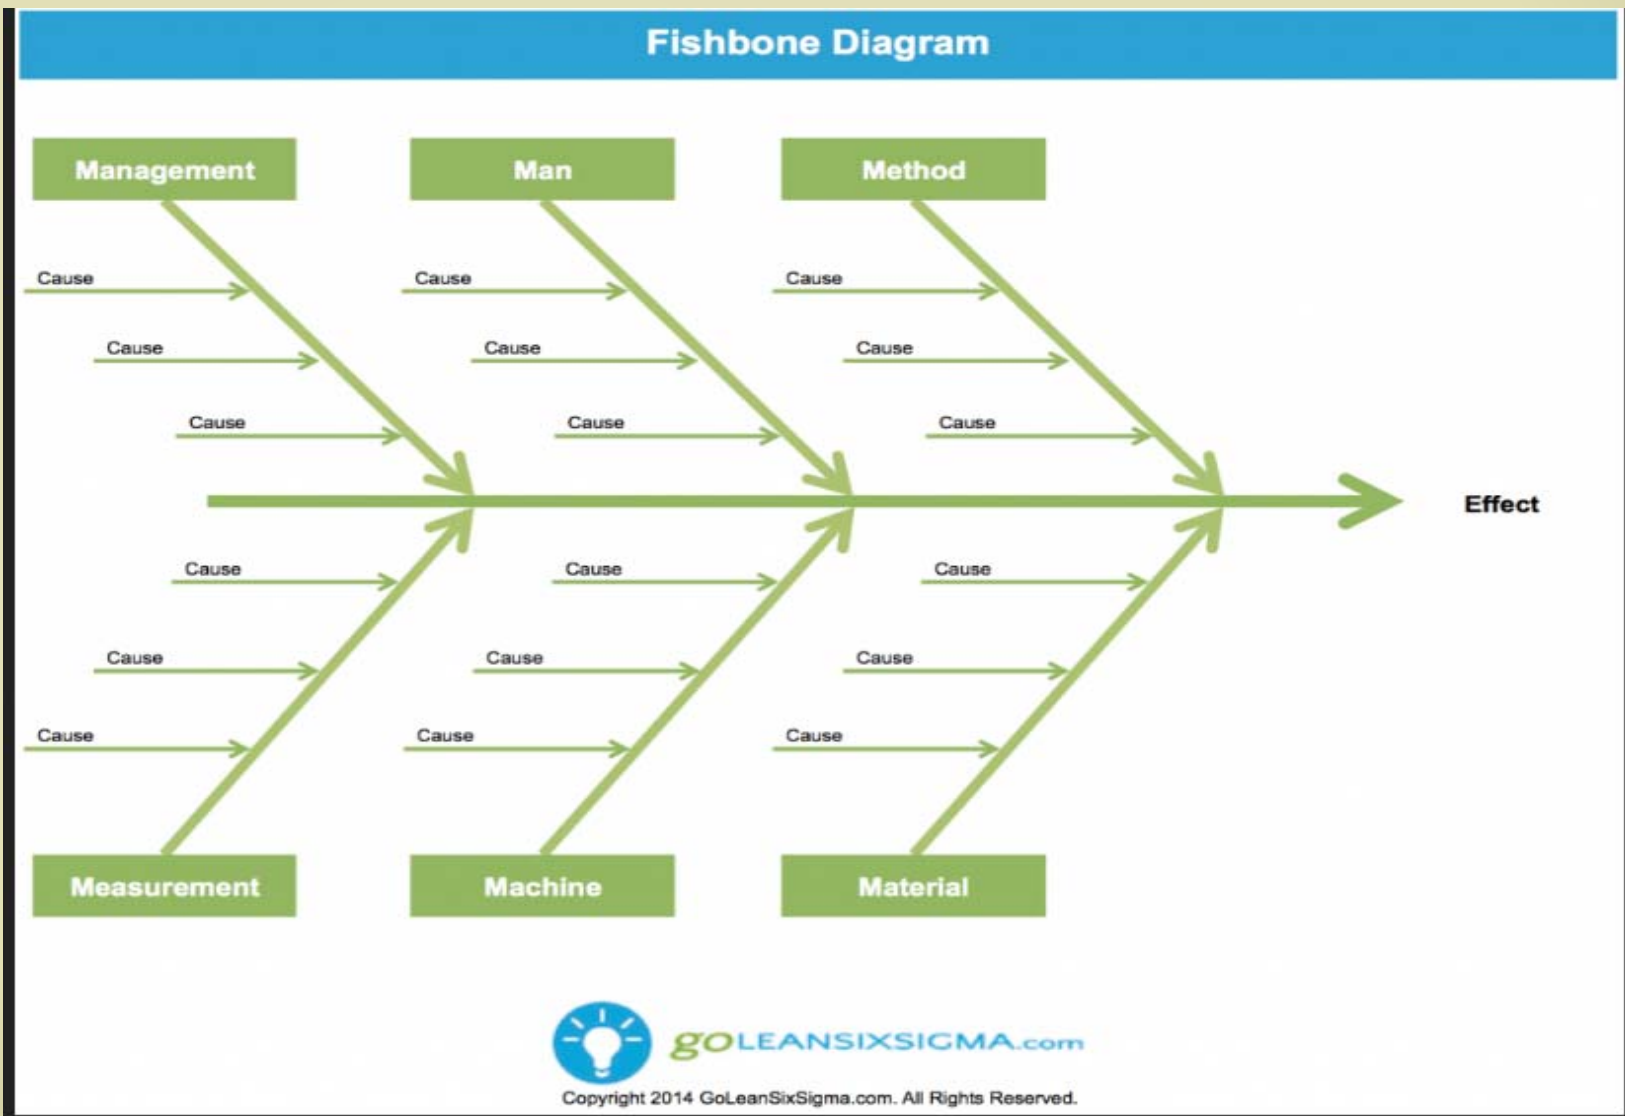 Fishbone Diagram
Management Man Method
Cause Cause Cause
Cause Cause Cause
Cause Cause Cause
Effect
Cause Cause Cause
Cause Cause Cause
Cause Cause Cause
Measurement Machine Material
goLEANSIXSIGMA.com
Copyright 2014 GoLeanSixSigma.com. All Rights Reserved.